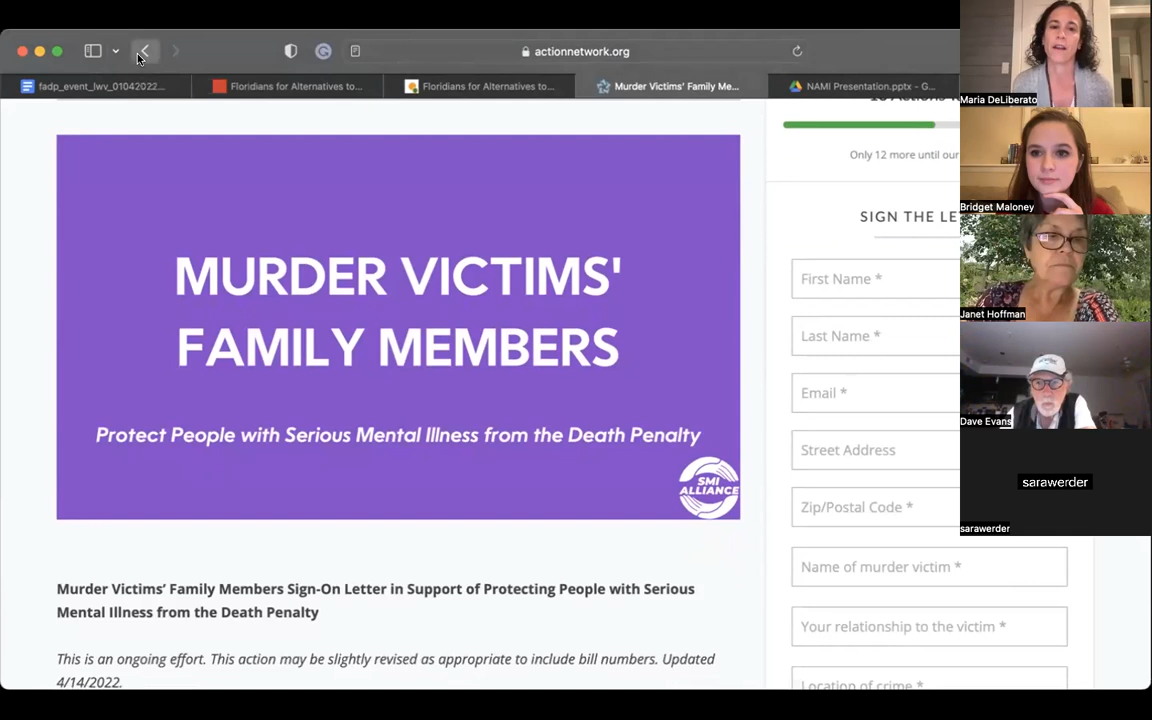 actionnetwork.org
fadp_event_lwv_01042022...
Floridians for Alternatives to...
Floridians for Alternatives to...
Murder Victims' Family Me...
NAMI Presentation.pptx - G...
MURDER VICTIMS'
FAMILY MEMBERS
Protect People with Serious Mental Illness from the Death Penalty
SMI
ALLIANCE
Murder Victims’ Family Members Sign-On Letter in Support of Protecting People with Serious
Mental Illness from the Death Penalty
This is an ongoing effort. This action may be slightly revised as appropriate to include bill numbers. Updated
4/14/2022.
Only 12 more until our
SIGN THE LE
First Name *
Last Name *
Email *
Street Address
Zip/Postal Code *
Name of murder victim *
Your relationship to the victim *
Location of crime *
Maria DeLiberato
Bridget Maloney
Janet Hoffman
Dave Evans
sarawerder
sarawerder